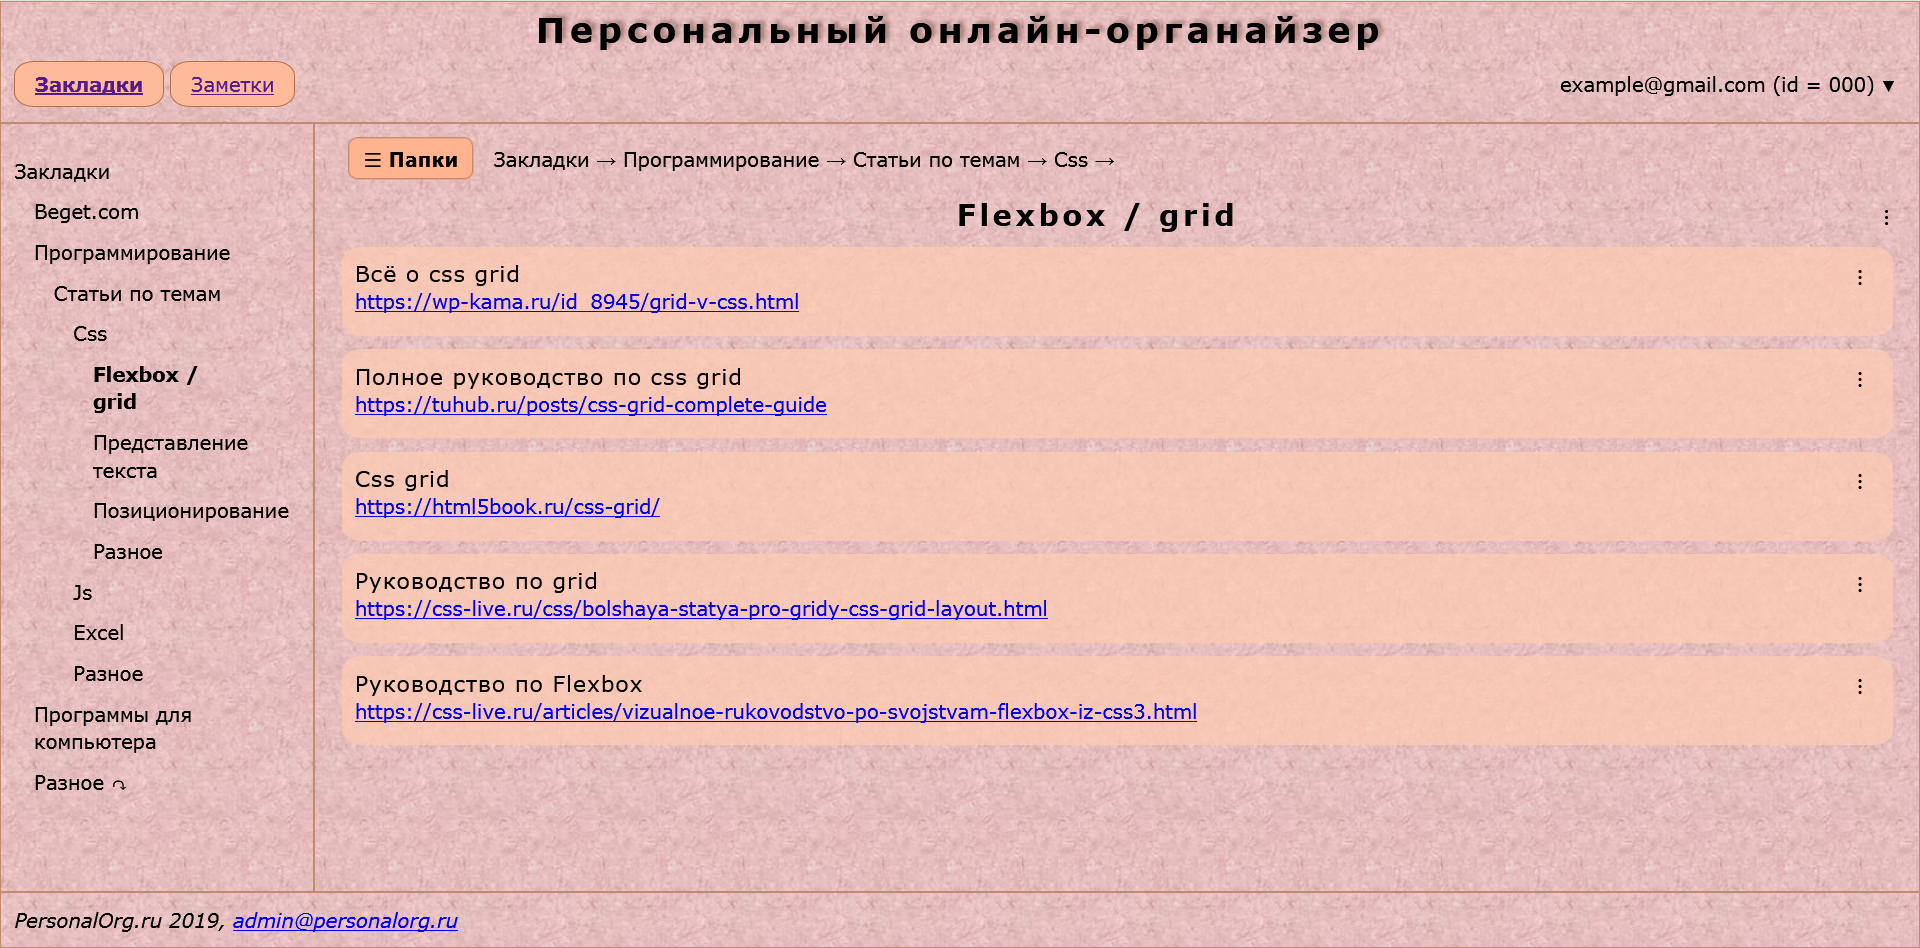 Персональный онлайн-органайзер
Закладки Заметки
example@gmail.com (id = 000) ▼
Закладки
Beget.com
Программирование
Статьи по темам
Css
Flexbox /
grid
Представление
текста
Позиционирование
Разное
Js
Excel
Разное
Программы для
компьютера
Разное ↷
☰ Папки
Закладки → Программирование → Статьи по темам → Css →
Flexbox / grid
Всё о css grid
https://wp-kama.ru/id_8945/grid-v-css.html
Полное руководство по css grid
https://tuhub.ru/posts/css-grid-complete-guide
Css grid
https://html5book.ru/css-grid/
Руководство по grid
https://css-live.ru/css/bolshaya-statya-pro-gridy-css-grid-layout.html
Руководство по Flexbox
https://css-live.ru/articles/vizualnoe-rukovodstvo-po-svojstvam-flexbox-iz-css3.html
PersonalOrg.ru 2019, admin@personalorg.ru